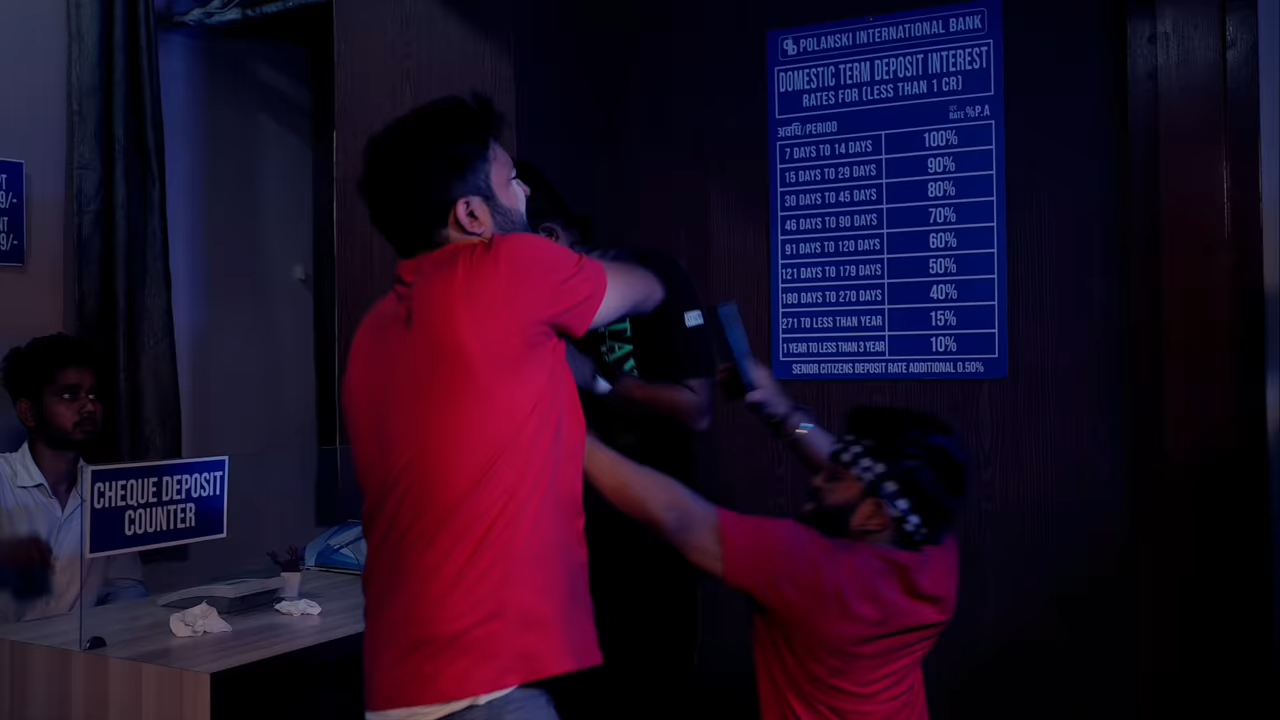 POLANSKI INTERNATIONAL BANK
DOMESTIC TERM DEPOSIT INTEREST
RATES FOR (LESS THAN 1 CR)
अवधि/PERIOD
RATE %P.A
7 DAYS TO 14 DAYS 100%
15 DAYS TO 29 DAYS 90%
30 DAYS TO 45 DAYS 80%
46 DAYS TO 90 DAYS 70%
91 DAYS TO 120 DAYS 60%
121 DAYS TO 179 DAYS 50%
180 DAYS TO 270 DAYS 40%
271 TO LESS THAN YEAR 15%
1 YEAR TO LESS THAN 3 YEAR 10%
SENIOR CITIZENS DEPOSIT RATE ADDITIONAL 0.50%
CHEQUE DEPOSIT
COUNTER